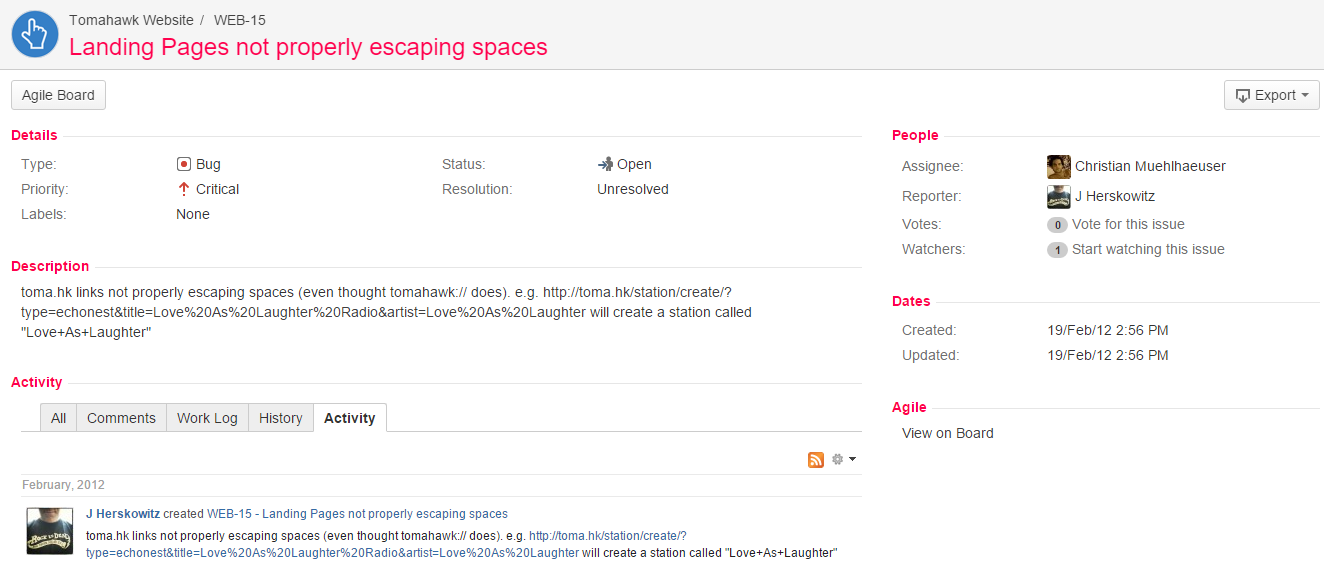 Tomahawk Website / WEB-15
Landing Pages not properly escaping spaces
Agile Board
Export
Details
Type: Bug
Status: Open
Priority: Critical
Resolution: Unresolved
Labels: None
Description
toma.hk links not properly escaping spaces (even thought tomahawk:// does). e.g. http://toma.hk/station/create/?
type=echonest&title=Love%20As%20Laughter%20Radio&artist=Love%20As%20Laughter will create a station called
"Love+As+Laughter"
Activity
All Comments Work Log History Activity
February, 2012
J Herskowitz created WEB-15 - Landing Pages not properly escaping spaces
toma.hk links not properly escaping spaces (even thought tomahawk:// does). e.g. http://toma.hk/station/create/?
type=echonest&title=Love%20As%20Laughter%20Radio&artist=Love%20As%20Laughter will create a station called "Love+As+Laughter"
People
Assignee: Christian Muehlhaeuser
Reporter: J Herskowitz
Votes: 0 Vote for this issue
Watchers: 1 Start watching this issue
Dates
Created: 19/Feb/12 2:56 PM
Updated: 19/Feb/12 2:56 PM
Agile
View on Board